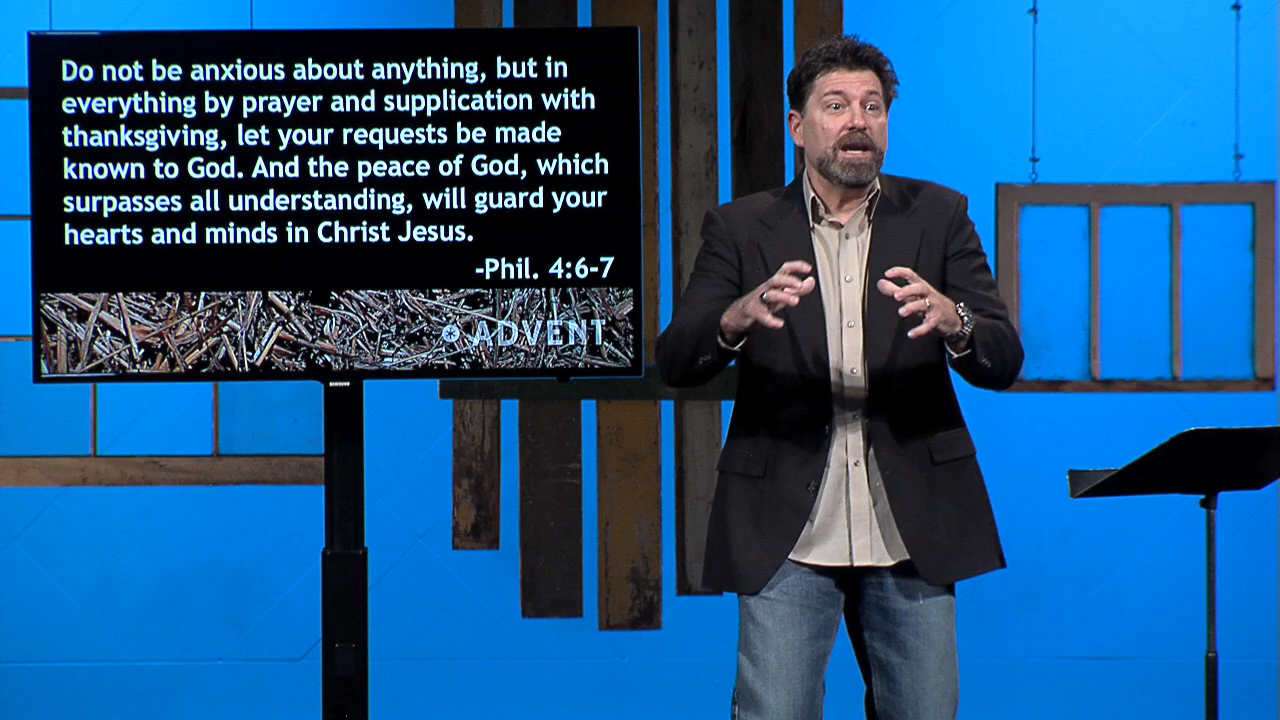 Do not be anxious about anything, but in
everything by prayer and supplication with
thanksgiving, let your requests be made
known to God. And the peace of God, which
surpasses all understanding, will guard your
hearts and minds in Christ Jesus.
-Phil. 4:6-7
ADVENT
SAMSUNG